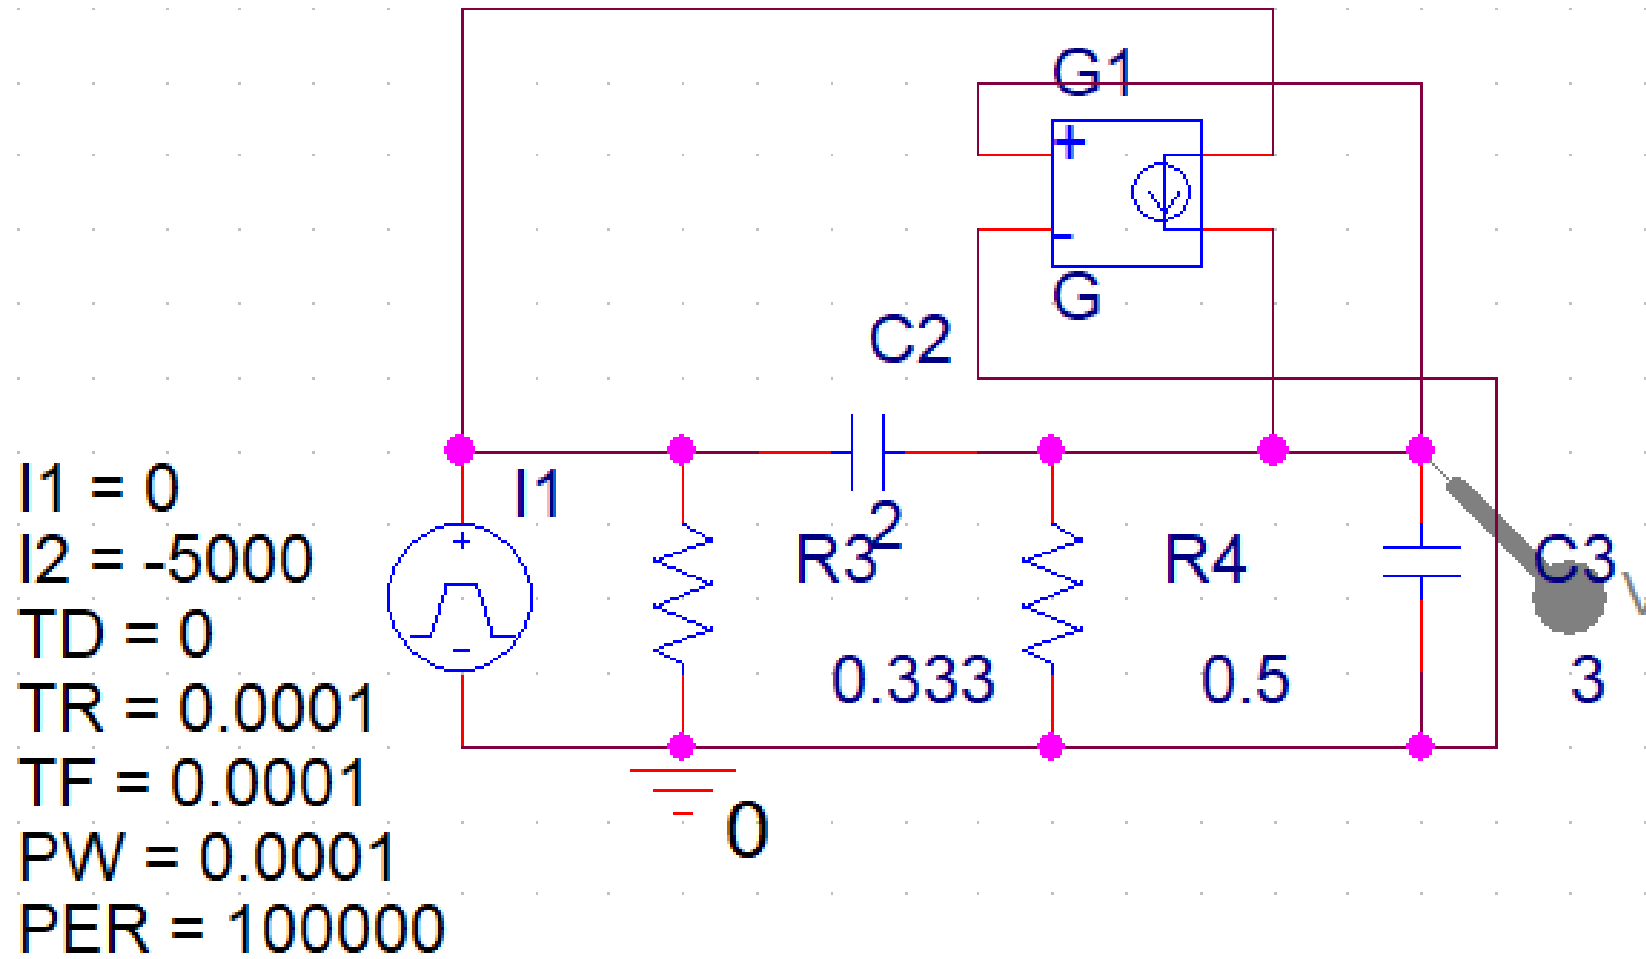 G1
+
-
G
C2
I1 = 0
I2 = -5000
TD = 0
TR = 0.0001
TF = 0.0001
PW = 0.0001
PER = 100000
I1
+
-
2
R3
0.333
R4
0.5
C3
3
V
0